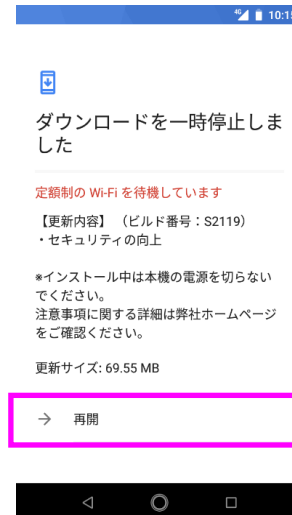 4G 10:15
ダウンロードを一時停止しま
した
定額制の Wi-Fi を待機しています
【更新内容】（ビルド番号：S2119）
・セキュリティの向上
※インストール中は本機の電源を切らない
でください。
注意事項に関する詳細は弊社ホームページ
をご確認ください。
更新サイズ: 69.55 MB
再開